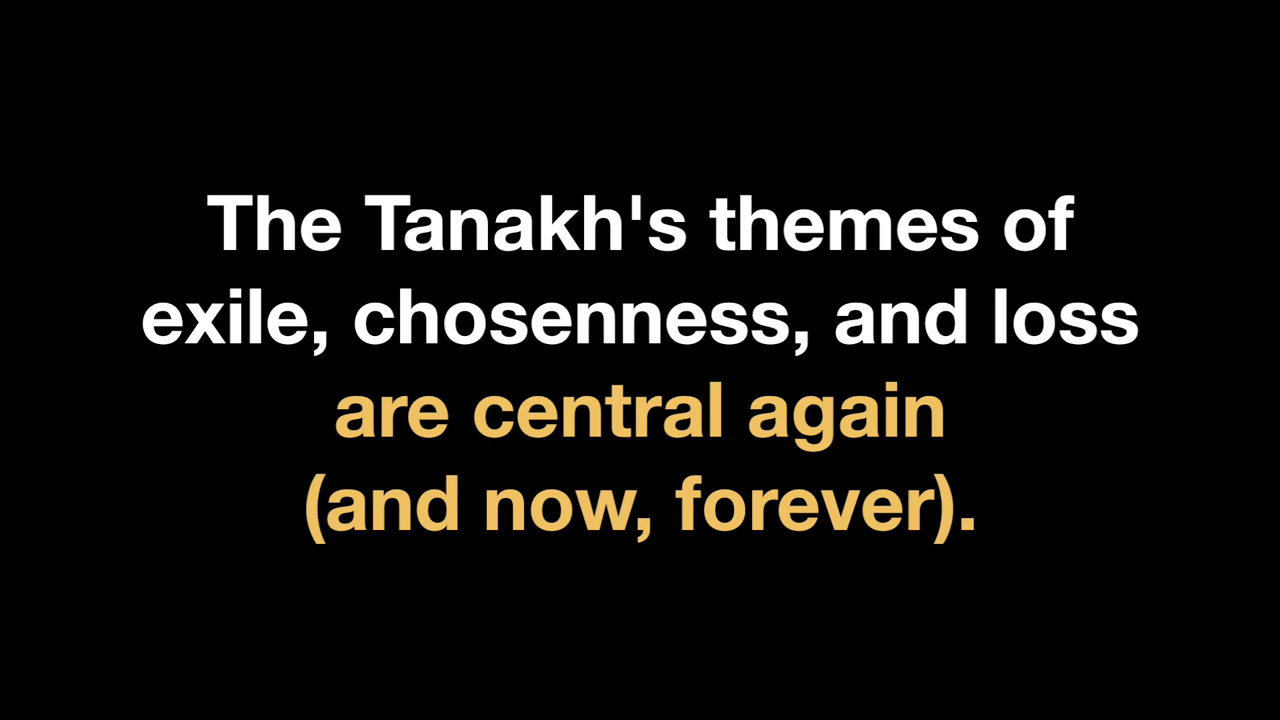 The Tanakh's themes of
exile, chosenness, and loss
are central again
(and now, forever).